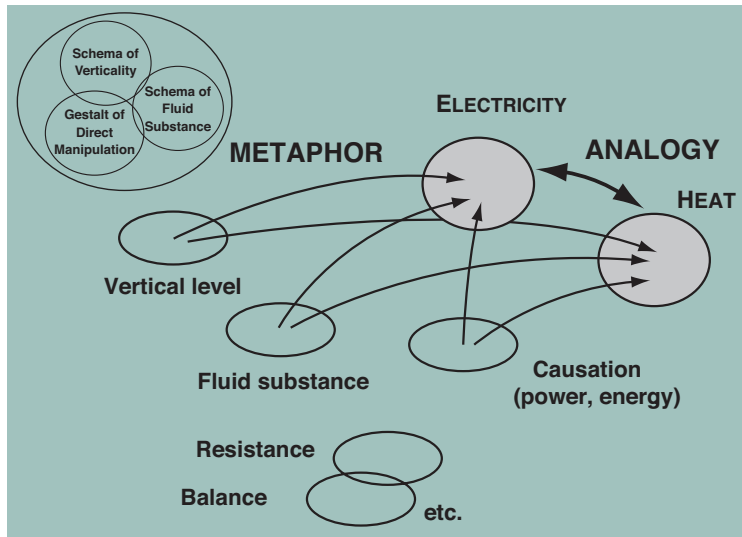 Schema of
Verticality
Schema of
Fluid
Substance
Gestalt of
Direct
Manipulation
ELECTRICITY
METAPHOR
ANALOGY
HEAT
Vertical level
Fluid substance
Causation
(power, energy)
Resistance
Balance
etc.